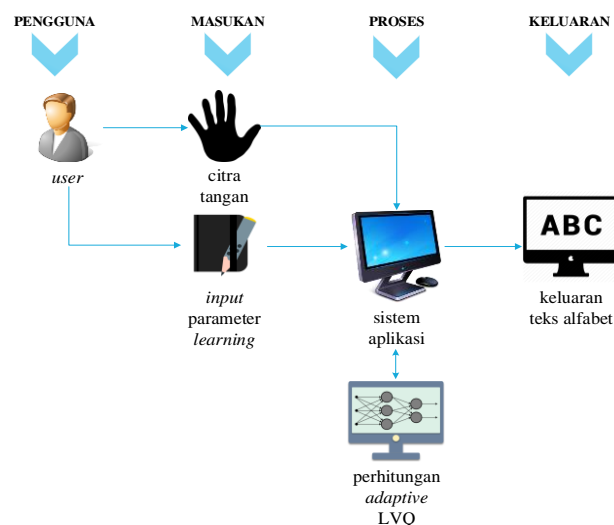 PENGGUNA
MASUKAN
PROSES
KELUARAN
user
citra
tangan
input
parameter
learning
sistem
aplikasi
ABC
keluaran
teks alfabet
perhitungan
adaptive
LVQ